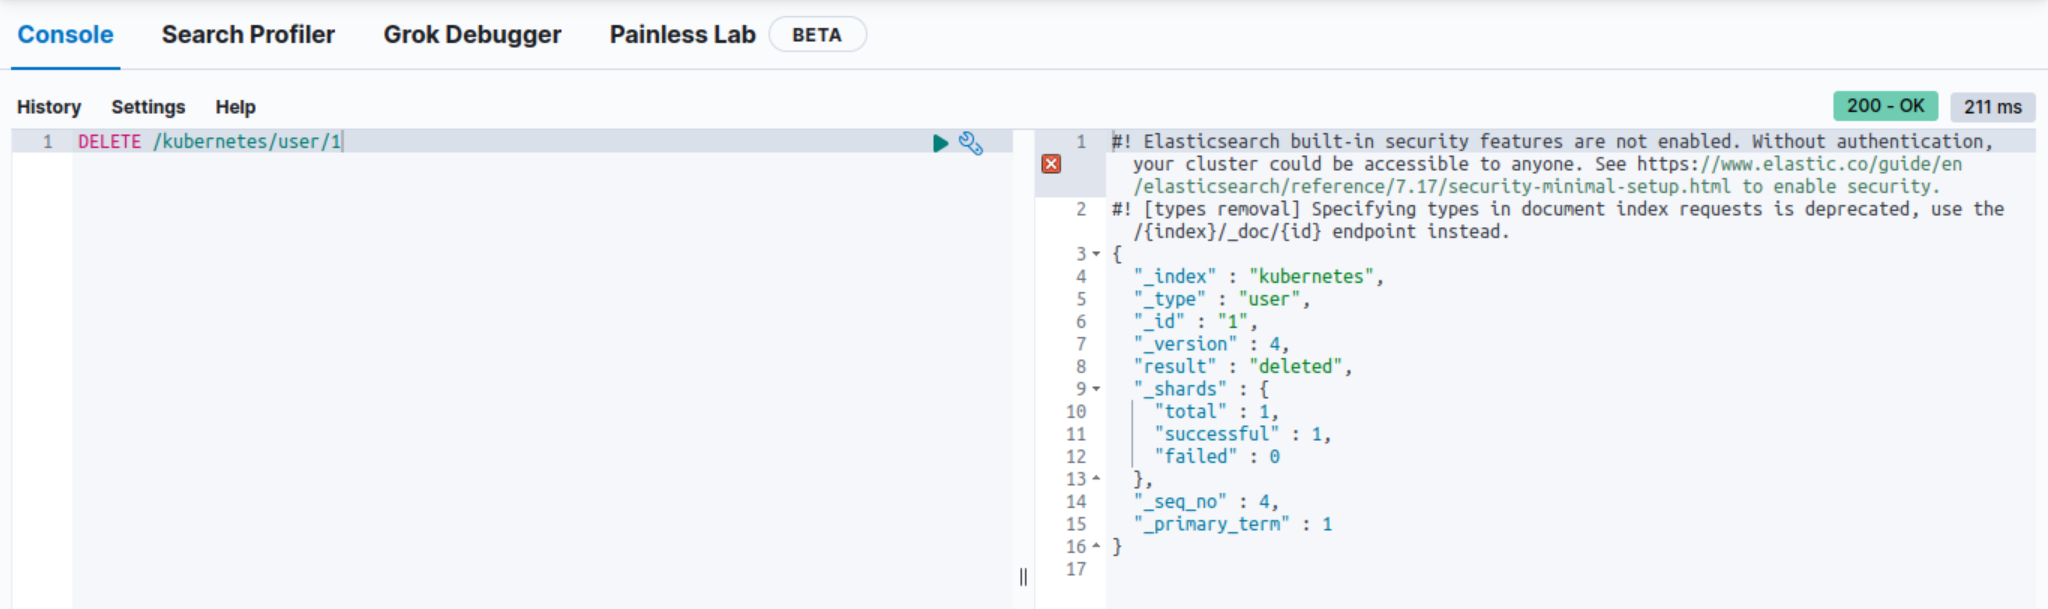 Console Search Profiler Grok Debugger Painless Lab BETA
History Settings Help 200 - OK 211 ms
1 DELETE /kubernetes/user/1
1 #! Elasticsearch built-in security features are not enabled. Without authentication,
your cluster could be accessible to anyone. See https://www.elastic.co/guide/en
/elasticsearch/reference/7.17/security-minimal-setup.html to enable security.
2 #! [types removal] Specifying types in document index requests is deprecated, use the
/{index}/_doc/{id} endpoint instead.
3 {
4 "_index" : "kubernetes",
5 "_type" : "user",
6 "_id" : "1",
7 "_version" : 4,
8 "result" : "deleted",
9 "_shards" : {
10 "total" : 1,
11 "successful" : 1,
12 "failed" : 0
13 },
14 "_seq_no" : 4,
15 "_primary_term" : 1
16 }
17